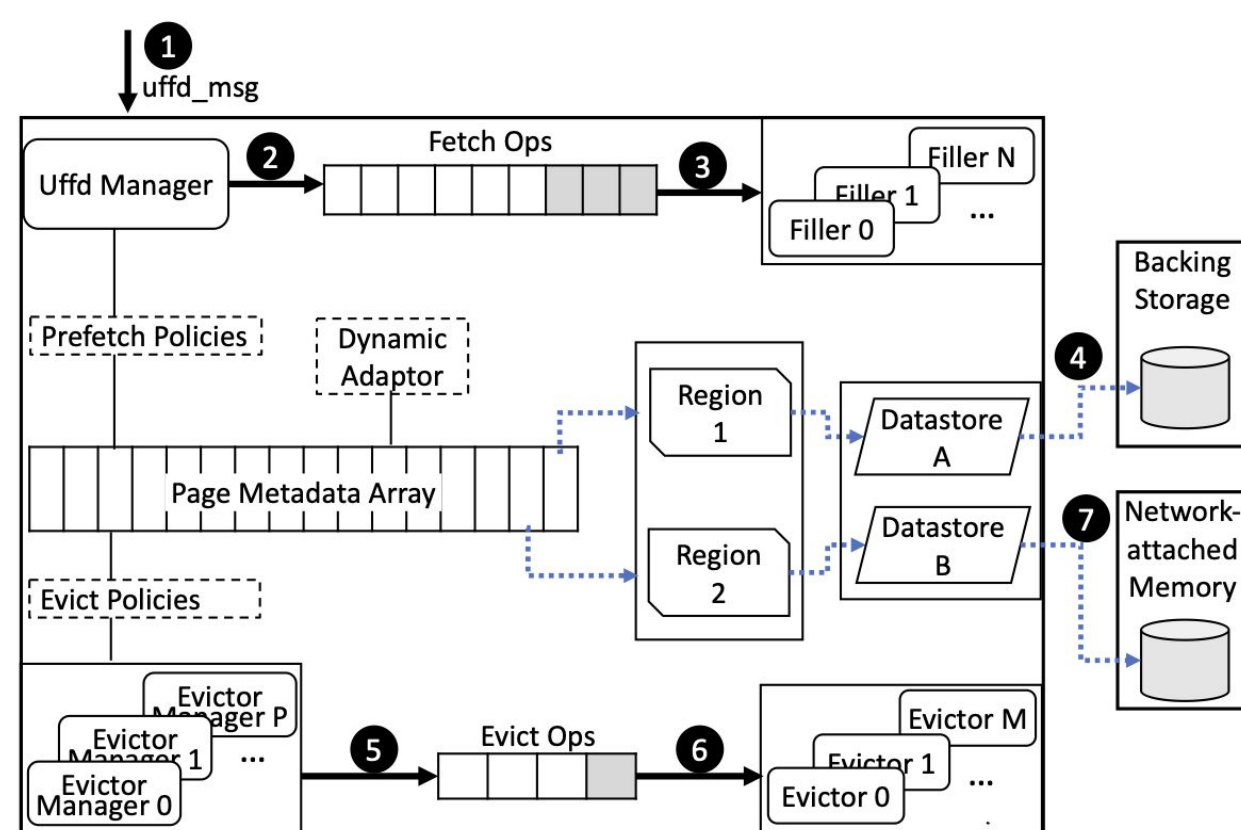 1
uffd_msg
Uffd Manager
2
Fetch Ops
3
Filler N
Filler 1
...
Filler 0
Prefetch Policies
Dynamic
Adaptor
Page Metadata Array
Region
1
Region
2
Datastore
A
Datastore
B
4
Backing
Storage
7
Network-
attached
Memory
Evict Policies
Evictor
Manager P
Evictor
Manager 1
...
Evictor
Manager 0
5
Evict Ops
6
Evictor M
Evictor 1
...
Evictor 0